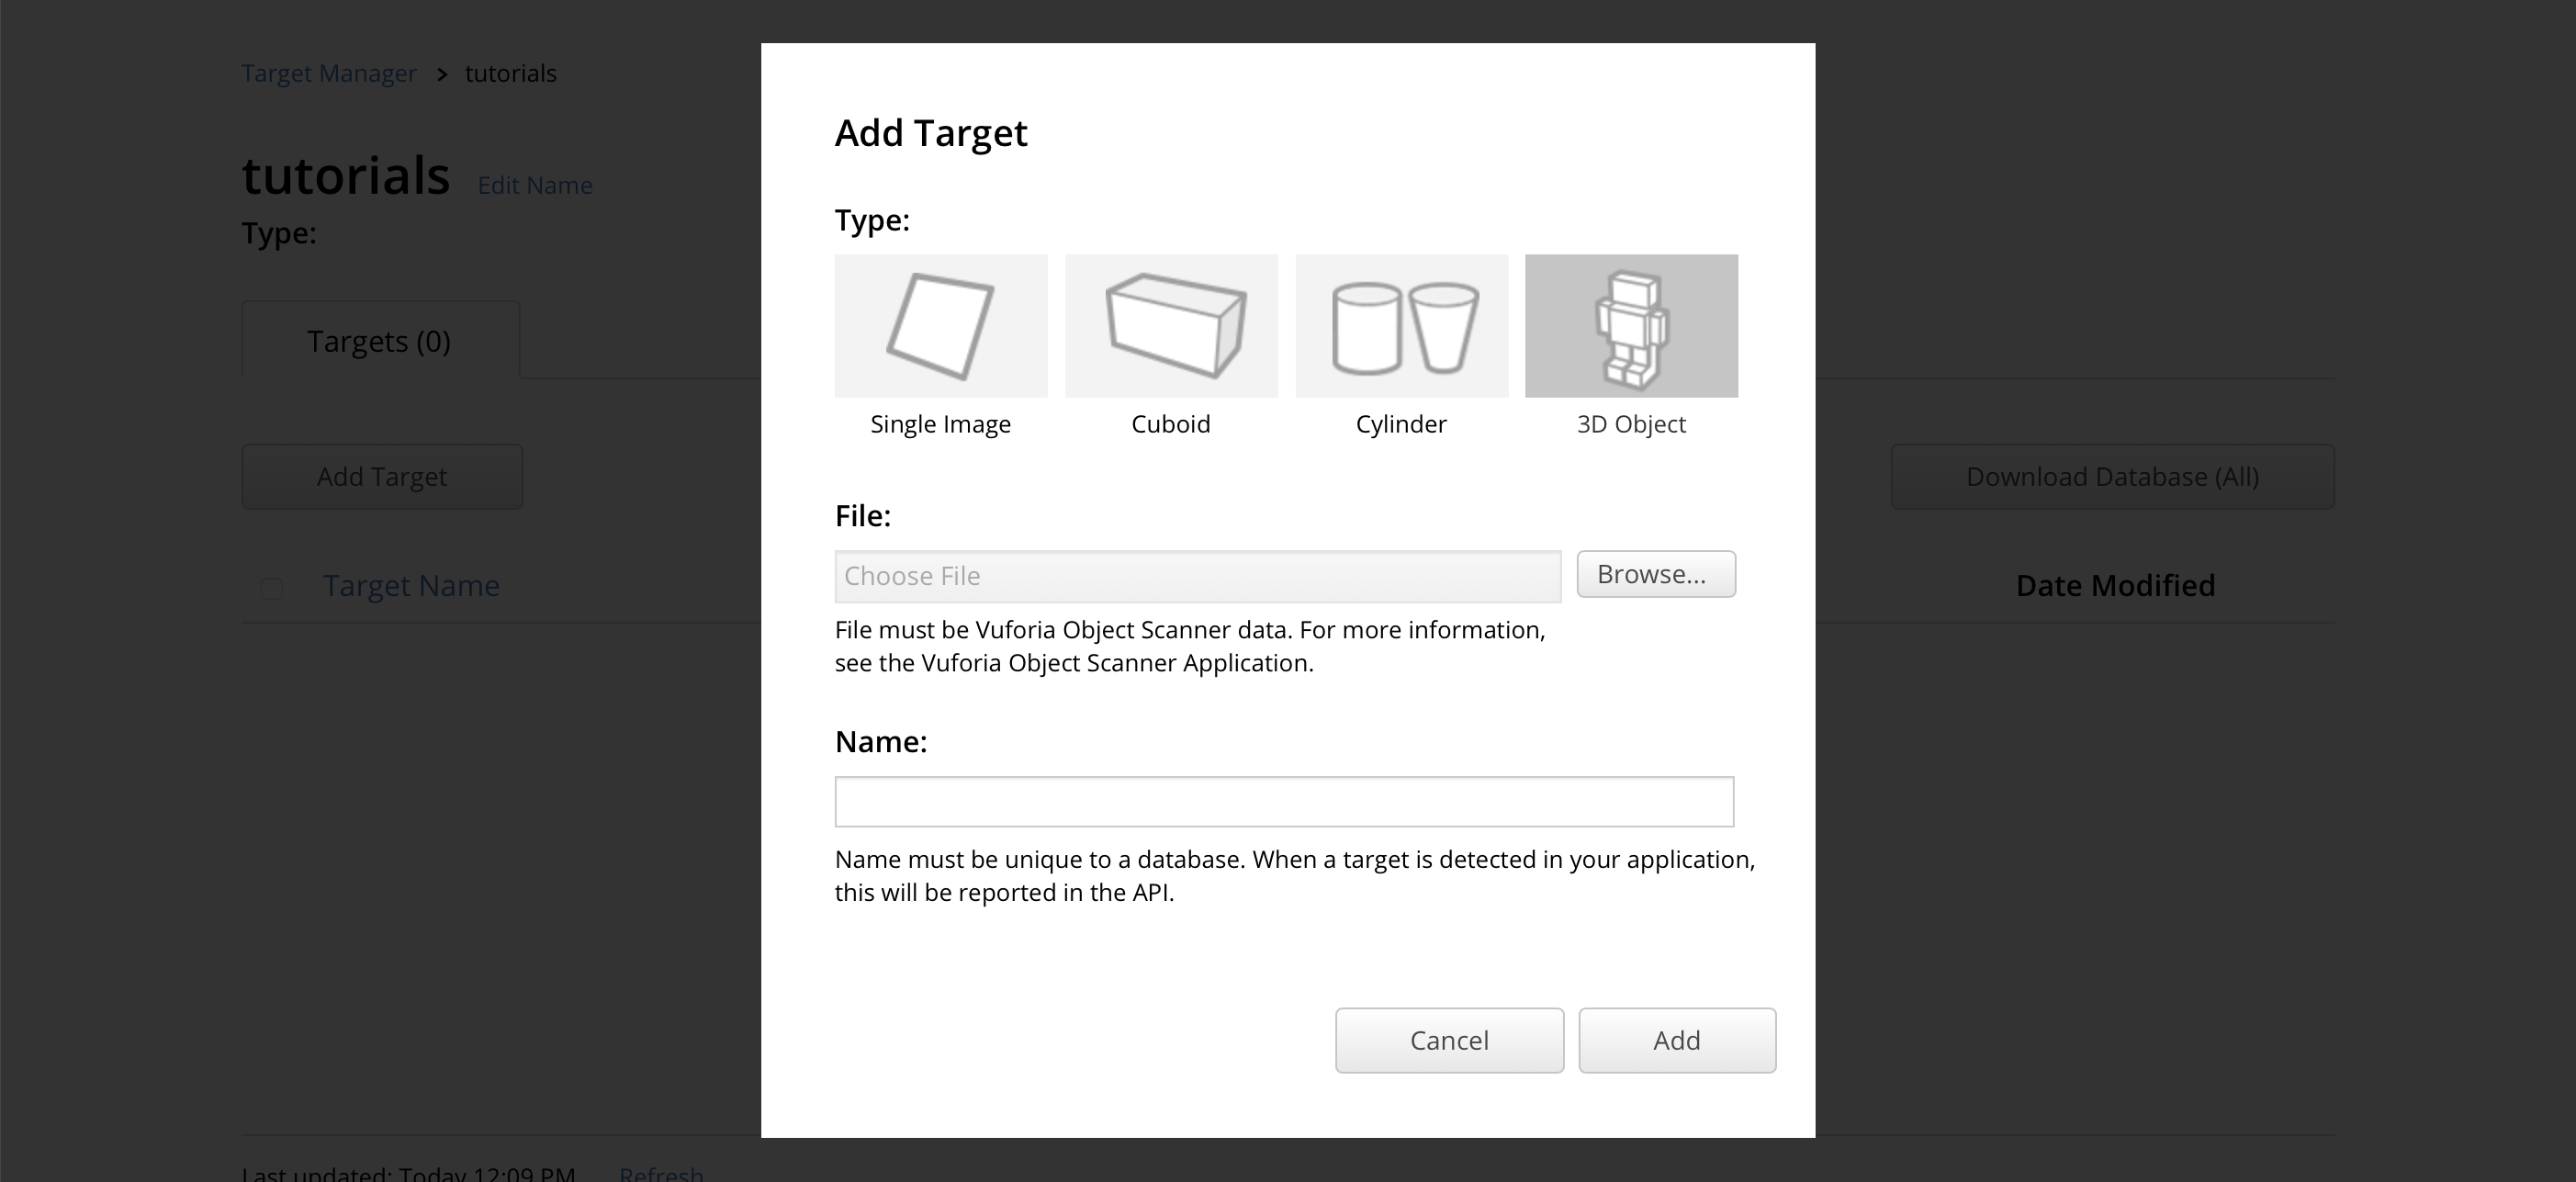 Target Manager > tutorials
tutorials Edit Name
Type:
Targets (0)
Add Target
Download Database (All)
Target Name
Date Modified
Last updated: Today 12:09 PM Refresh
Add Target
Type:
Single Image Cuboid Cylinder 3D Object
File:
Choose File Browse...
File must be Vuforia Object Scanner data. For more information,
see the Vuforia Object Scanner Application.
Name:
Name must be unique to a database. When a target is detected in your application,
this will be reported in the API.
Cancel Add